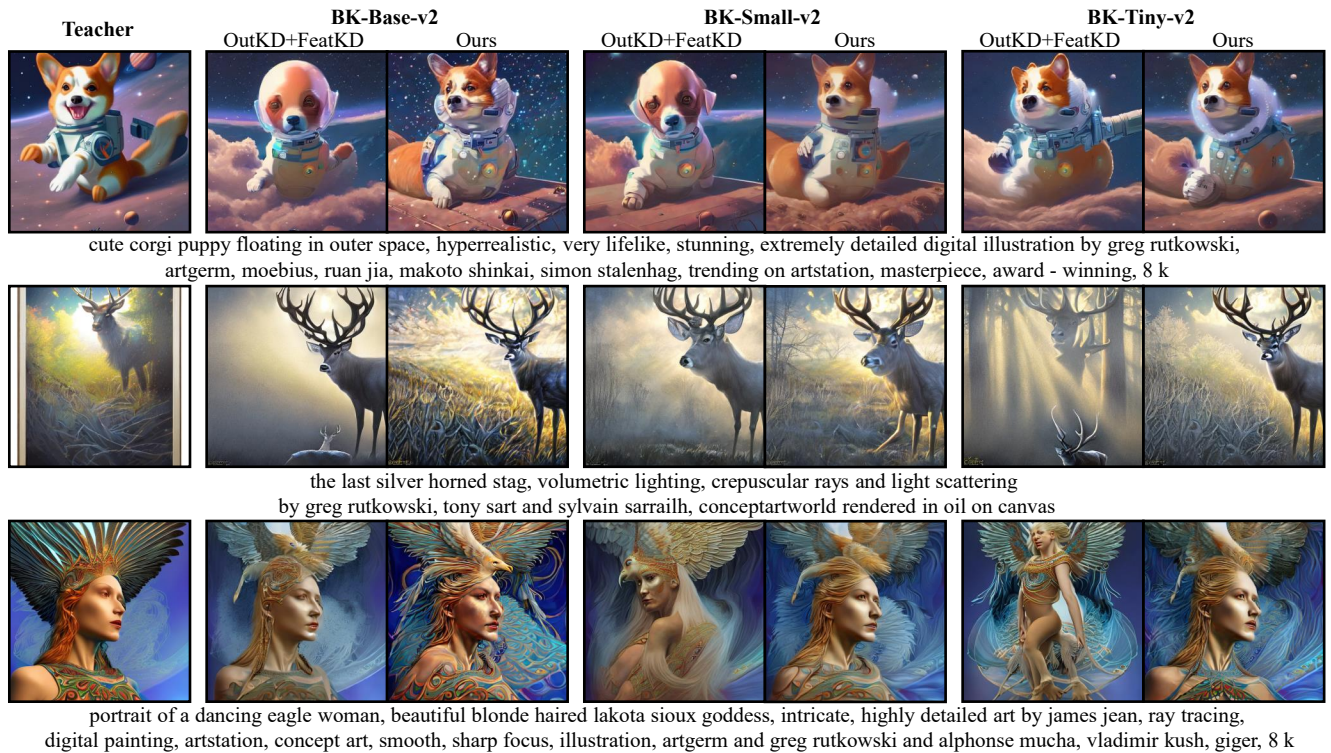 Teacher
BK-Base-v2
BK-Small-v2
BK-Tiny-v2
OutKD+FeatKD
Ours
OutKD+FeatKD
Ours
OutKD+FeatKD
Ours
cute corgi puppy floating in outer space, hyperrealistic, very lifelike, stunning, extremely detailed digital illustration by greg rutkowski,
artgerm, moebius, ruan jia, makoto shinkai, simon stalenhag, trending on artstation, masterpiece, award - winning, 8 k
the last silver horned stag, volumetric lighting, crepuscular rays and light scattering
by greg rutkowski, tony sart and sylvain sarrailh, conceptartworld rendered in oil on canvas
portrait of a dancing eagle woman, beautiful blonde haired lakota sioux goddess, intricate, highly detailed art by james jean, ray tracing,
digital painting, artstation, concept art, smooth, sharp focus, illustration, artgerm and greg rutkowski and alphonse mucha, vladimir kush, giger, 8 k